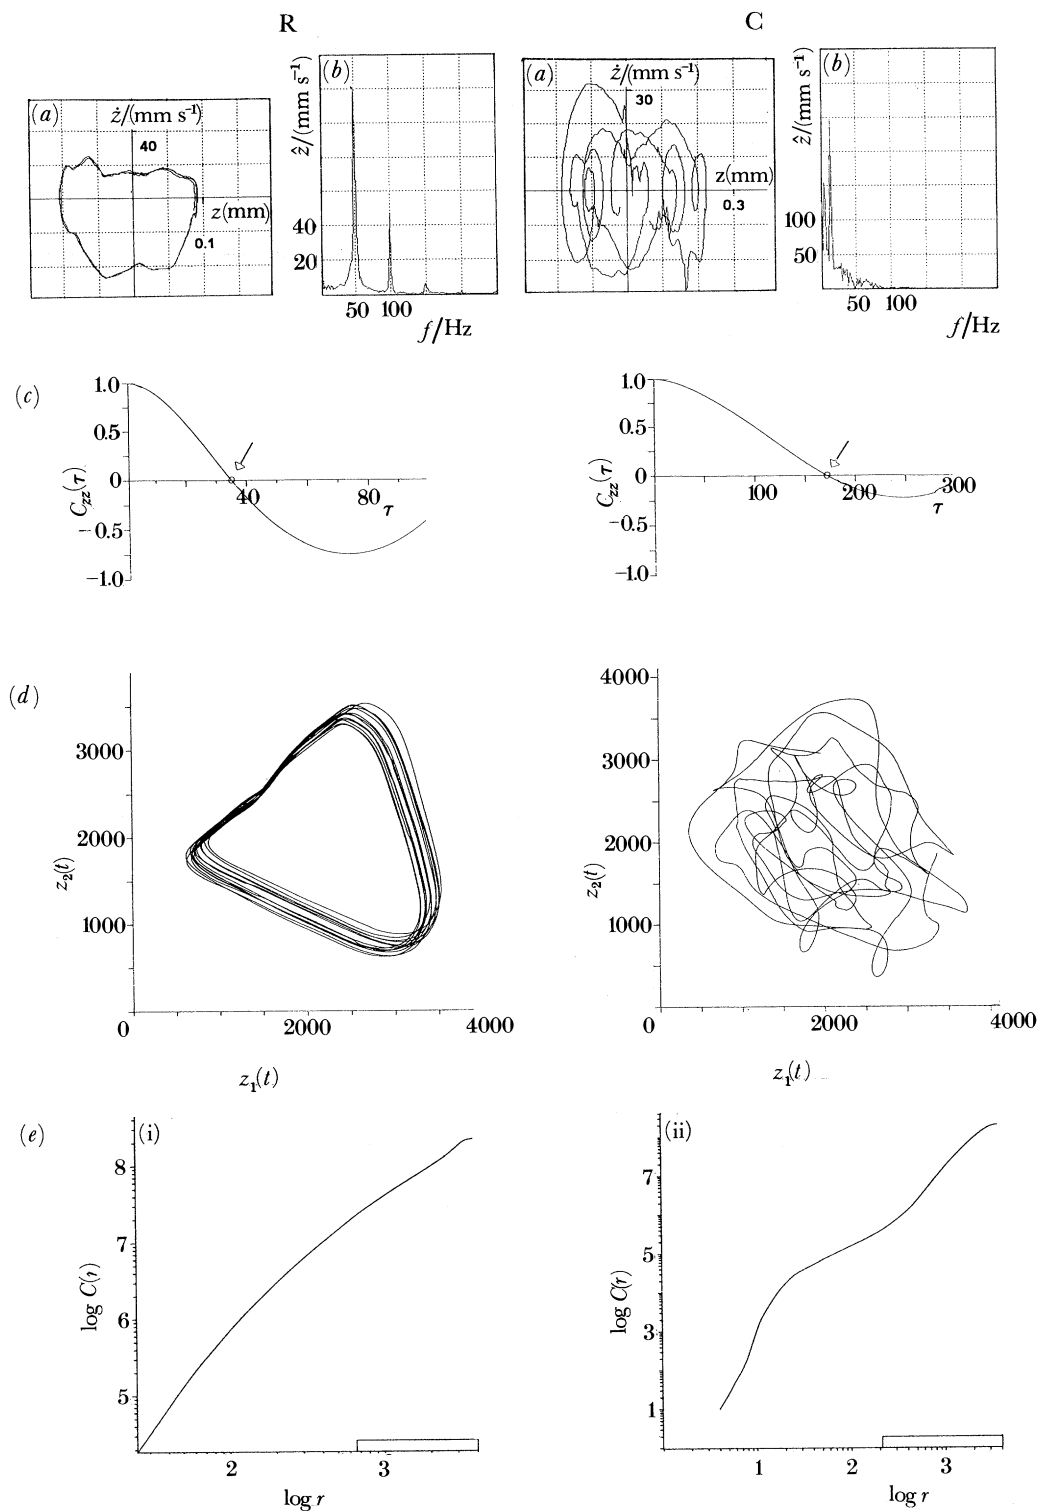 R
(a)
ż/(mm s⁻¹)
40
z(mm)
0.1
(b)
ẑ/(mm s⁻¹)
40
20
50 100
f/Hz
C
(a)
ż/(mm s⁻¹)
30
z(mm)
0.3
(b)
ẑ/(mm s⁻¹)
100
50
50 100
f/Hz
(c)
1.0
0.5
0
−0.5
−1.0
C_zz(τ)
40 80
τ
1.0
0.5
0
−0.5
−1.0
C_zz(τ)
100 200 300
τ
(d)
3000
2000
1000
z₂(t)
0 2000 4000
z₁(t)
4000
3000
2000
1000
z₂(t)
0 2000 4000
z₁(t)
(e)
(i)
8
7
6
5
log C(r)
2 3
log r
(ii)
7
5
3
1
log C(r)
1 2 3
log r